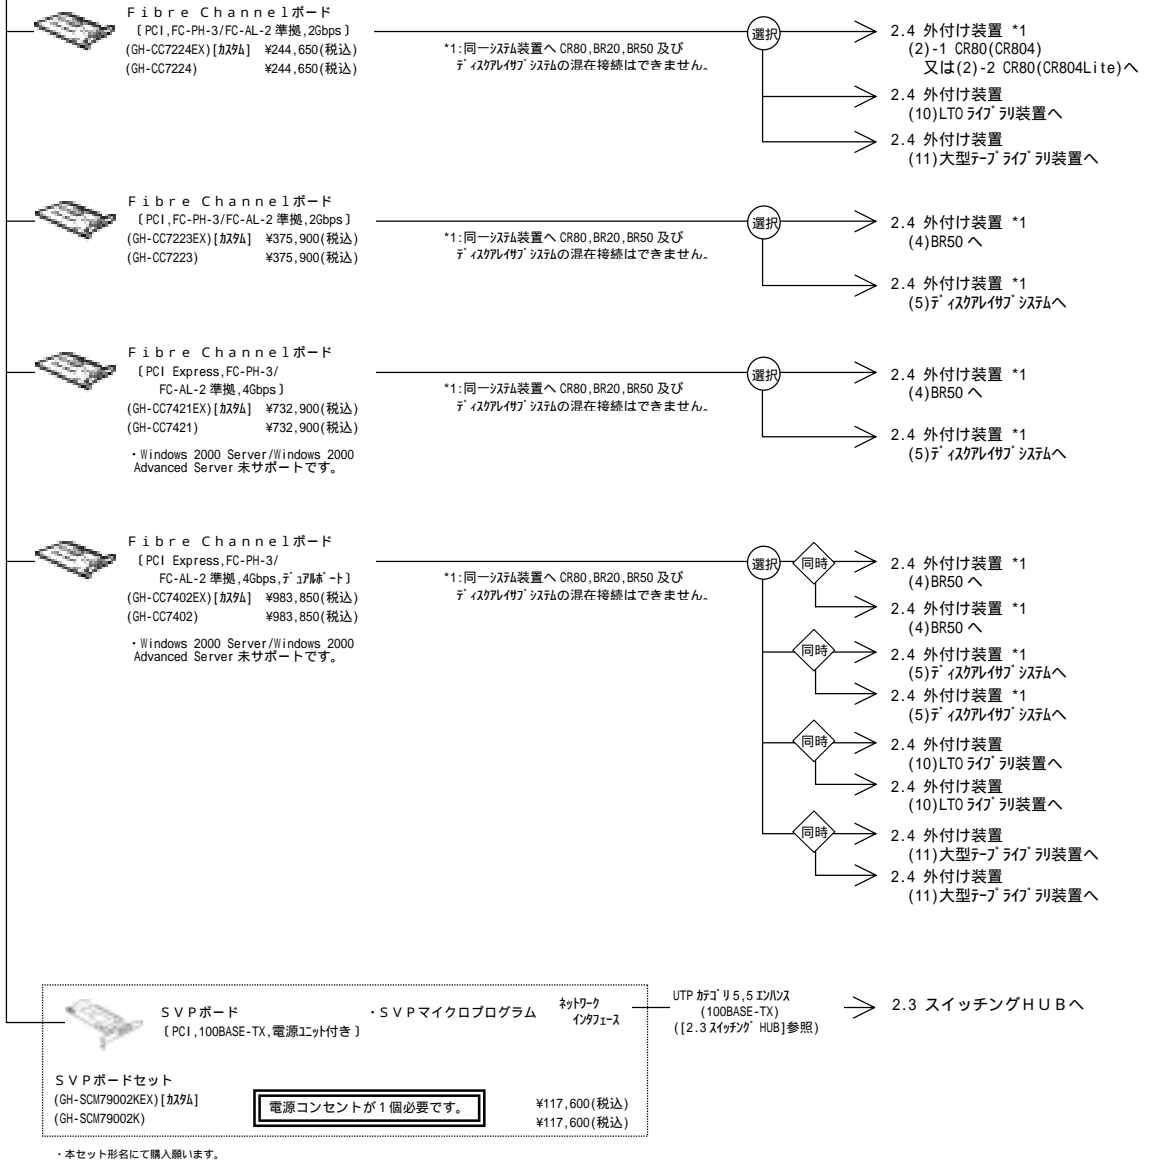 Ｆｉｂｒｅ Ｃｈａｎｎｅｌボード
〔PCI,FC-PH-3/FC-AL-2 準拠,2Gbps〕
(GH-CC7224EX)[ｶｽﾀﾑ] ¥244,650(税込)
(GH-CC7224) ¥244,650(税込)
*1:同一ｼｽﾃﾑ装置へ CR80,BR20,BR50 及び
ﾃﾞｨｽｸｱﾚｲｻﾌﾞｼｽﾃﾑの混在接続はできません。
選択
2.4 外付け装置 *1
(2)-1 CR80(CR804)
又は(2)-2 CR80(CR804Lite)へ
2.4 外付け装置
(10)LTO ﾗｲﾌﾞﾗﾘ装置へ
2.4 外付け装置
(11)大型ﾃｰﾌﾟﾗｲﾌﾞﾗﾘ装置へ
Ｆｉｂｒｅ Ｃｈａｎｎｅｌボード
〔PCI,FC-PH-3/FC-AL-2 準拠,2Gbps〕
(GH-CC7223EX)[ｶｽﾀﾑ] ¥375,900(税込)
(GH-CC7223) ¥375,900(税込)
*1:同一ｼｽﾃﾑ装置へ CR80,BR20,BR50 及び
ﾃﾞｨｽｸｱﾚｲｻﾌﾞｼｽﾃﾑの混在接続はできません。
選択
2.4 外付け装置 *1
(4)BR50 へ
2.4 外付け装置 *1
(5)ﾃﾞｨｽｸｱﾚｲｻﾌﾞｼｽﾃﾑへ
Ｆｉｂｒｅ Ｃｈａｎｎｅｌボード
〔PCI Express,FC-PH-3/
FC-AL-2 準拠,4Gbps〕
(GH-CC7421EX)[ｶｽﾀﾑ] ¥732,900(税込)
(GH-CC7421) ¥732,900(税込)
・Windows 2000 Server/Windows 2000
Advanced Server 未サポートです。
*1:同一ｼｽﾃﾑ装置へ CR80,BR20,BR50 及び
ﾃﾞｨｽｸｱﾚｲｻﾌﾞｼｽﾃﾑの混在接続はできません。
選択
2.4 外付け装置 *1
(4)BR50 へ
2.4 外付け装置 *1
(5)ﾃﾞｨｽｸｱﾚｲｻﾌﾞｼｽﾃﾑへ
Ｆｉｂｒｅ Ｃｈａｎｎｅｌボード
〔PCI Express,FC-PH-3/
FC-AL-2 準拠,4Gbps,ﾃﾞｭｱﾙﾎﾟｰﾄ〕
(GH-CC7402EX)[ｶｽﾀﾑ] ¥983,850(税込)
(GH-CC7402) ¥983,850(税込)
・Windows 2000 Server/Windows 2000
Advanced Server 未サポートです。
*1:同一ｼｽﾃﾑ装置へ CR80,BR20,BR50 及び
ﾃﾞｨｽｸｱﾚｲｻﾌﾞｼｽﾃﾑの混在接続はできません。
選択
同時
2.4 外付け装置 *1
(4)BR50 へ
2.4 外付け装置 *1
(4)BR50 へ
同時
2.4 外付け装置 *1
(5)ﾃﾞｨｽｸｱﾚｲｻﾌﾞｼｽﾃﾑへ
2.4 外付け装置 *1
(5)ﾃﾞｨｽｸｱﾚｲｻﾌﾞｼｽﾃﾑへ
同時
2.4 外付け装置
(10)LTO ﾗｲﾌﾞﾗﾘ装置へ
2.4 外付け装置
(10)LTO ﾗｲﾌﾞﾗﾘ装置へ
同時
2.4 外付け装置
(11)大型ﾃｰﾌﾟﾗｲﾌﾞﾗﾘ装置へ
2.4 外付け装置
(11)大型ﾃｰﾌﾟﾗｲﾌﾞﾗﾘ装置へ
ＳＶＰボード
〔PCI,100BASE-TX,電源ﾕﾆｯﾄ付き〕
・ＳＶＰマイクロプログラム
ﾈｯﾄﾜｰｸ
ｲﾝﾀﾌｪｰｽ
UTP ｶﾃｺﾞﾘ 5,5 ｴﾝﾊﾝｽ
(100BASE-TX)
([2.3 ｽｲｯﾁﾝｸﾞ HUB]参照)
2.3 スイッチングＨＵＢへ
ＳＶＰボードセット
(GH-SCM79002KEX)[ｶｽﾀﾑ] ¥117,600(税込)
(GH-SCM79002K) ¥117,600(税込)
電源コンセントが１個必要です。
・本セット形名にて購入願います。